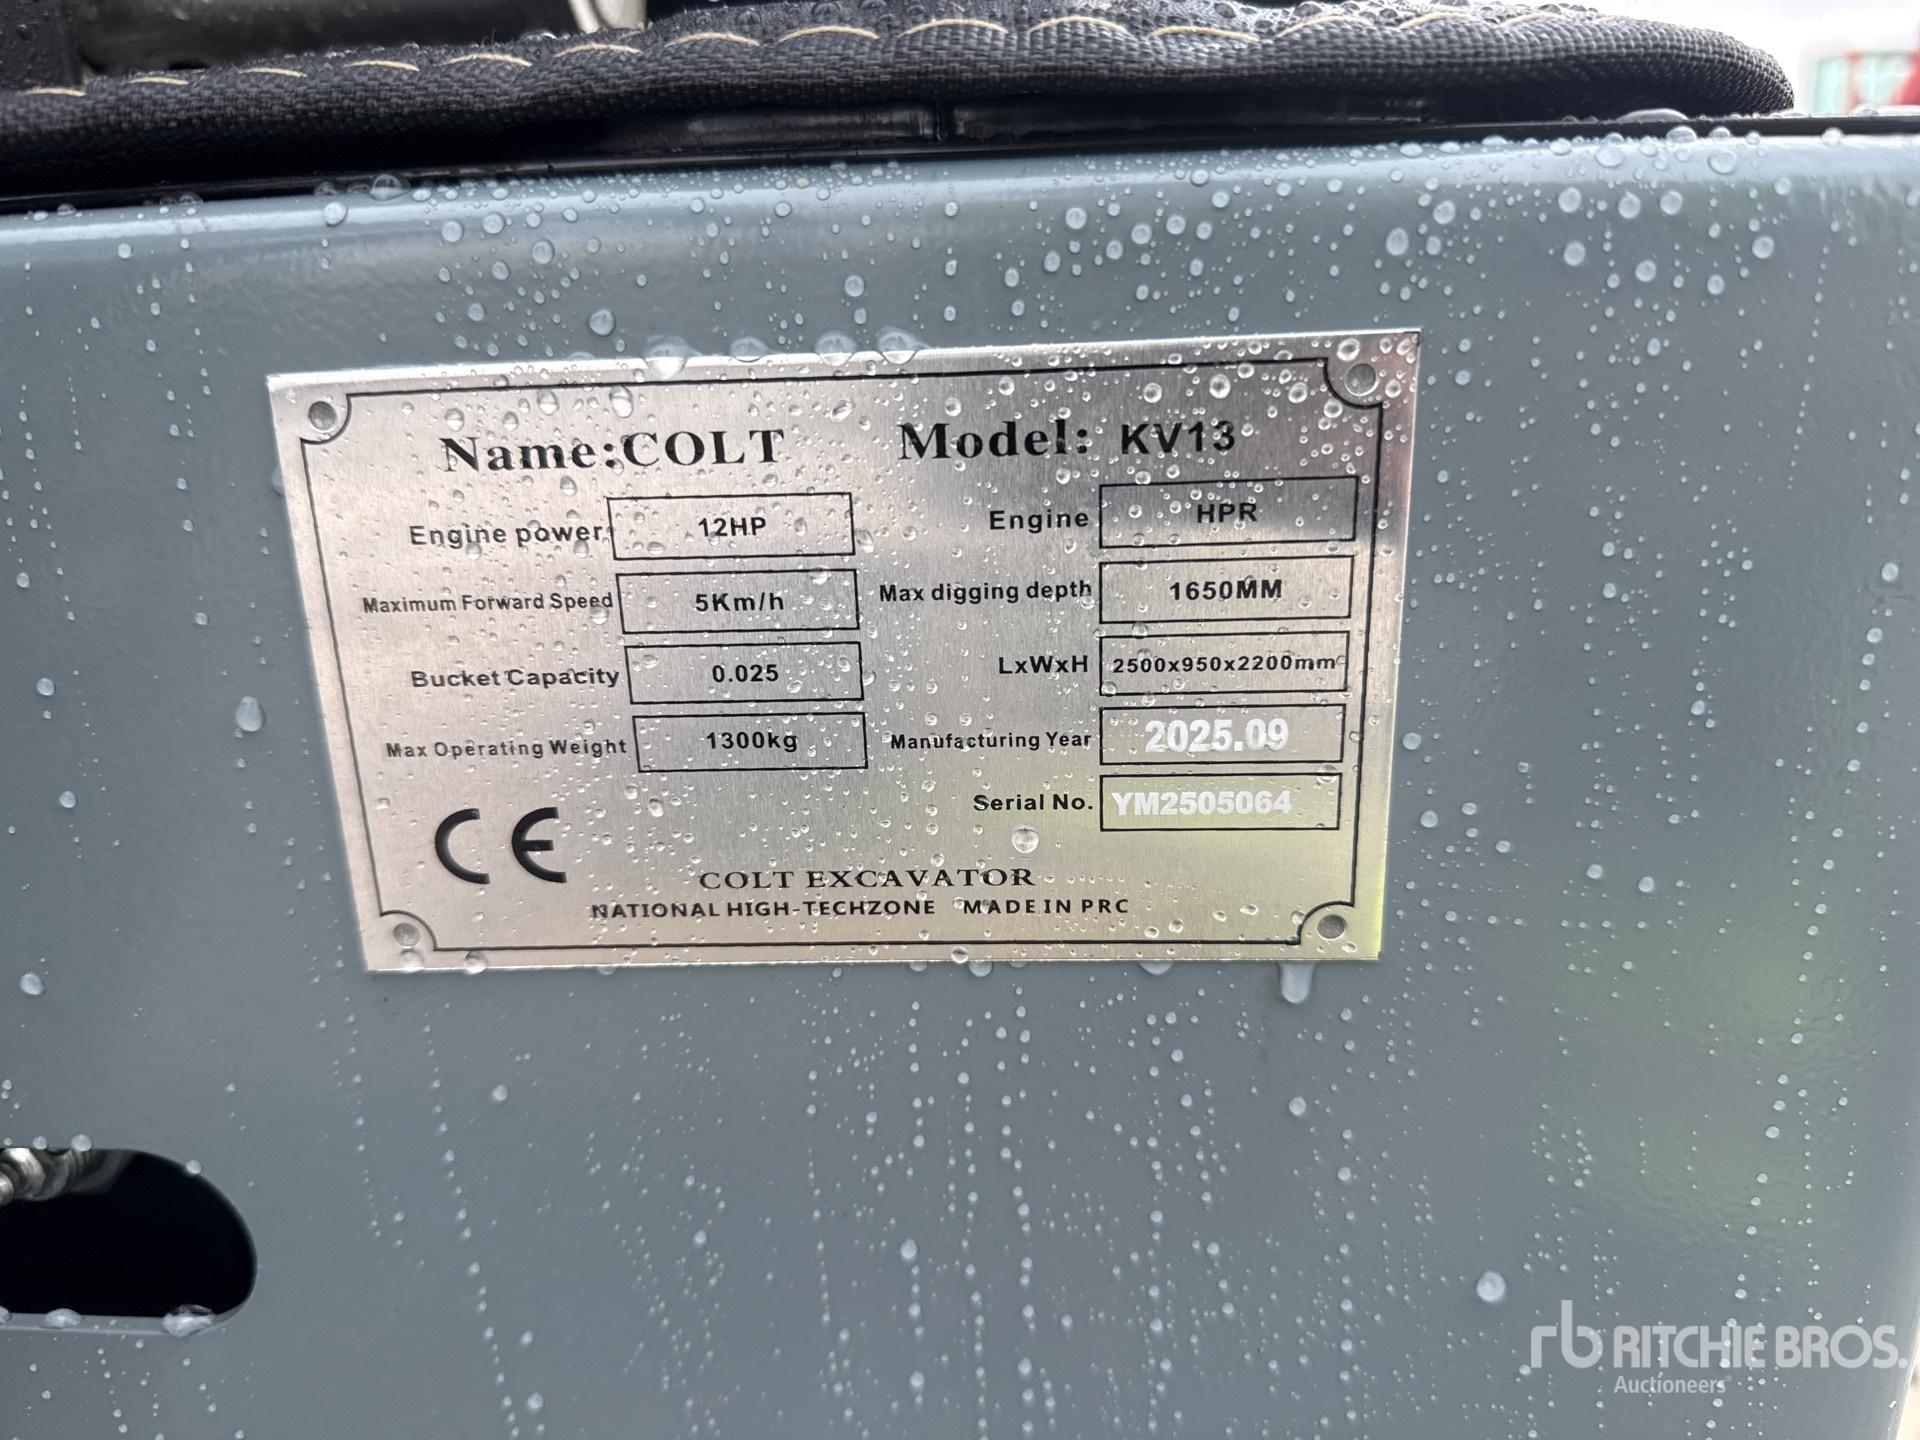 Name:COLT Model: KV13
Engine power 12HP Engine HPR
Maximum Forward Speed 5Km/h Max digging depth 1650MM
Bucket Capacity 0.025 LxWxH 2500x950x2200mm
Max Operating Weight 1300kg Manufacturing Year 2025.09
Serial No. YM2505064
CE
COLT EXCAVATOR
NATIONAL HIGH-TECHZONE MADE IN PRC
rb RITCHIE BROS.
Auctioneers